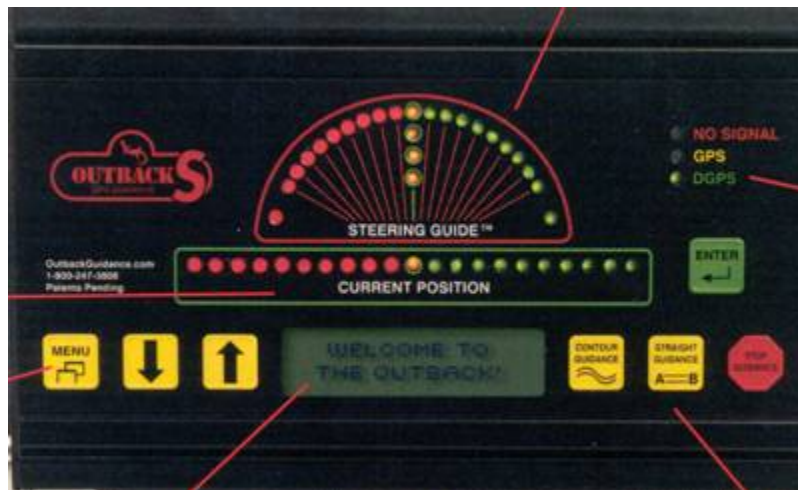 OUTBACK S
GPS GUIDANCE
STEERING GUIDE™
NO SIGNAL
GPS
DGPS
OutbackGuidance.com
1-800-247-3808
Patents Pending
CURRENT POSITION
ENTER
MENU
WELCOME TO
THE OUTBACK!
CONTOUR
GUIDANCE
STRAIGHT
GUIDANCE
A B
STOP
GUIDANCE